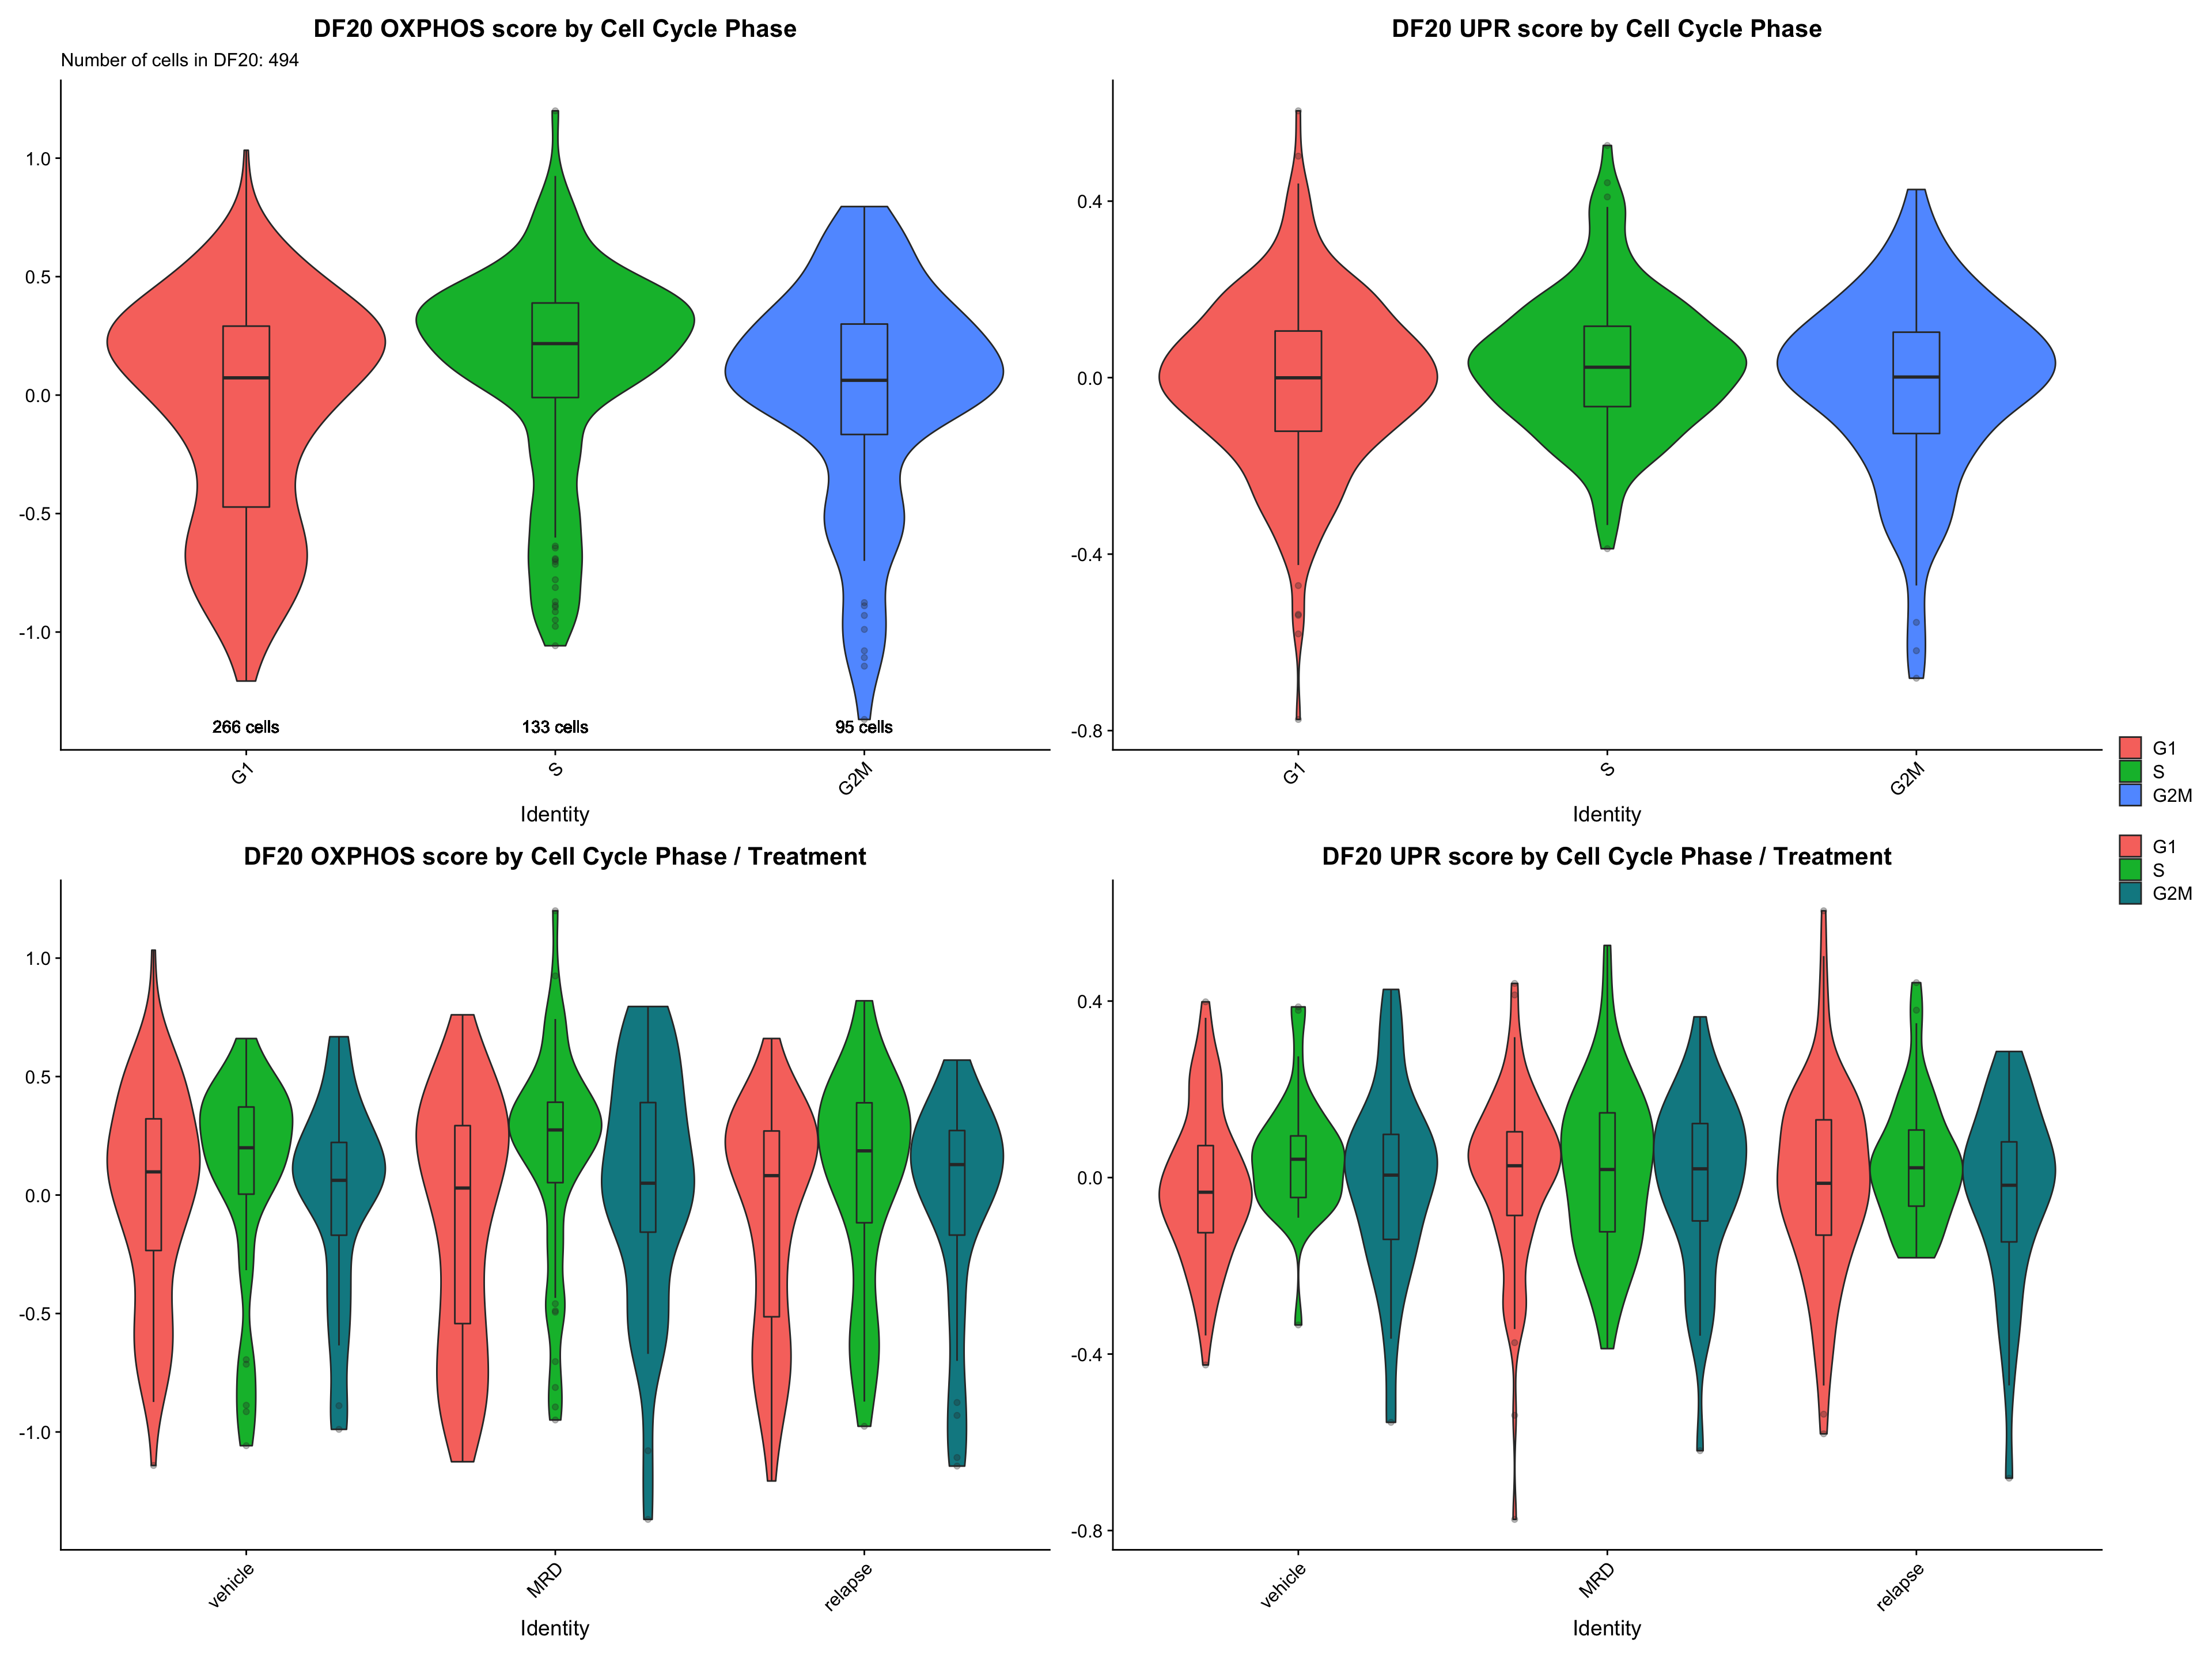 DF20 OXPHOS score by Cell Cycle Phase
Number of cells in DF20: 494
1.0
0.5
0.0
-0.5
-1.0
266 cells
133 cells
95 cells
G1
S
G2M
Identity
DF20 UPR score by Cell Cycle Phase
0.4
0.0
-0.4
-0.8
G1
S
G2M
Identity
G1
S
G2M
G1
S
G2M
DF20 OXPHOS score by Cell Cycle Phase / Treatment
1.0
0.5
0.0
-0.5
-1.0
vehicle
MRD
relapse
Identity
DF20 UPR score by Cell Cycle Phase / Treatment
0.4
0.0
-0.4
-0.8
vehicle
MRD
relapse
Identity